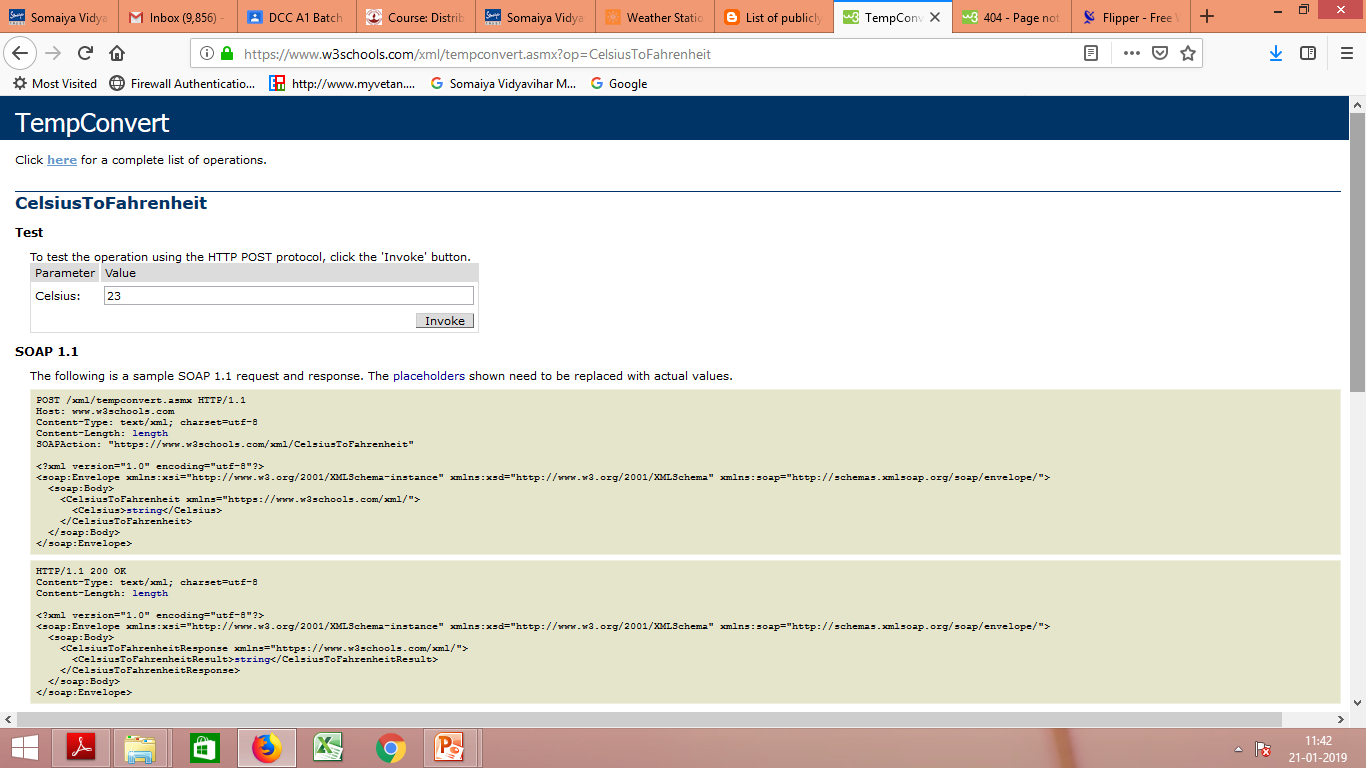 Somaiya Vidya
Inbox (9,856) -
DCC A1 Batch
Course: Distrib
Somaiya Vidya
Weather Statio
List of publicly
TempConv
404 - Page not
Flipper - Free W
https://www.w3schools.com/xml/tempconvert.asmx?op=CelsiusToFahrenheit
Most Visited Firewall Authenticatio... http://www.myvetan.... Somaiya Vidyavihar M... Google
TempConvert
Click here for a complete list of operations.
CelsiusToFahrenheit
Test
To test the operation using the HTTP POST protocol, click the 'Invoke' button.
Parameter Value
Celsius: 23
Invoke
SOAP 1.1
The following is a sample SOAP 1.1 request and response. The placeholders shown need to be replaced with actual values.
POST /xml/tempconvert.asmx HTTP/1.1
Host: www.w3schools.com
Content-Type: text/xml; charset=utf-8
Content-Length: length
SOAPAction: "https://www.w3schools.com/xml/CelsiusToFahrenheit"
<?xml version="1.0" encoding="utf-8"?>
<soap:Envelope xmlns:xsi="http://www.w3.org/2001/XMLSchema-instance" xmlns:xsd="http://www.w3.org/2001/XMLSchema" xmlns:soap="http://schemas.xmlsoap.org/soap/envelope/">
<soap:Body>
<CelsiusToFahrenheit xmlns="https://www.w3schools.com/xml/">
<Celsius>string</Celsius>
</CelsiusToFahrenheit>
</soap:Body>
</soap:Envelope>
HTTP/1.1 200 OK
Content-Type: text/xml; charset=utf-8
Content-Length: length
<?xml version="1.0" encoding="utf-8"?>
<soap:Envelope xmlns:xsi="http://www.w3.org/2001/XMLSchema-instance" xmlns:xsd="http://www.w3.org/2001/XMLSchema" xmlns:soap="http://schemas.xmlsoap.org/soap/envelope/">
<soap:Body>
<CelsiusToFahrenheitResponse xmlns="https://www.w3schools.com/xml/">
<CelsiusToFahrenheitResult>string</CelsiusToFahrenheitResult>
</CelsiusToFahrenheitResponse>
</soap:Body>
</soap:Envelope>
11:42
21-01-2019